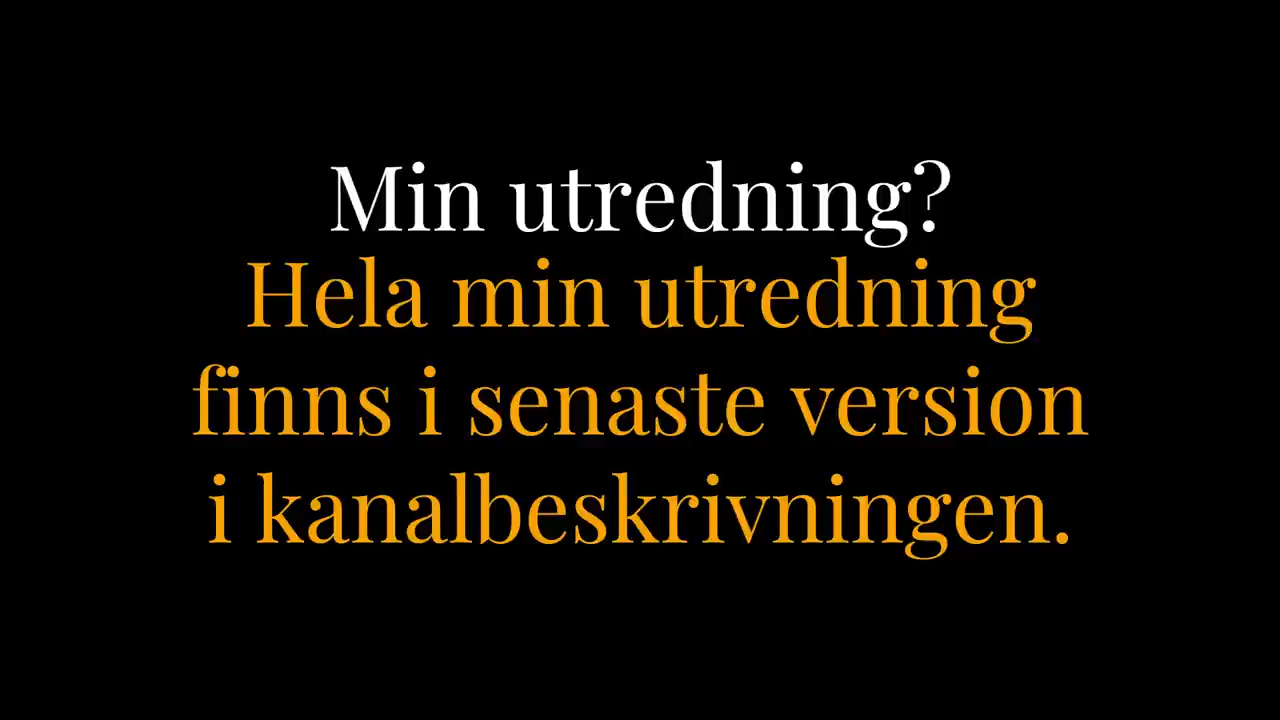 Min utredning?
Hela min utredning
finns i senaste version
i kanalbeskrivningen.